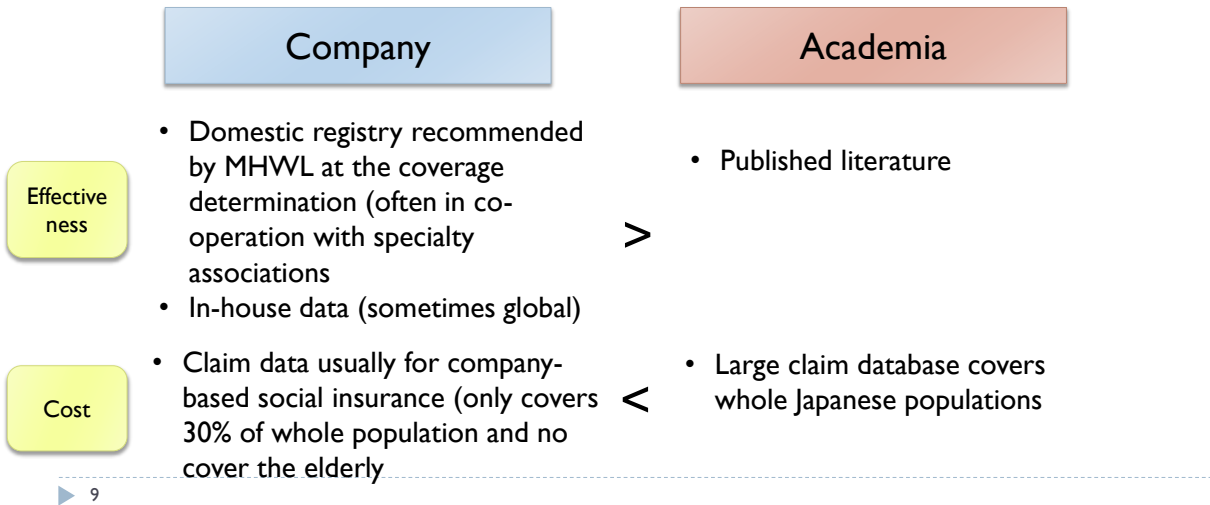 Company
Academia
Effective
ness
• Domestic registry recommended
by MHWL at the coverage
determination (often in co-
operation with specialty
associations
• In-house data (sometimes global)
>
• Published literature
Cost
• Claim data usually for company-
based social insurance (only covers
30% of whole population and no
cover the elderly
<
• Large claim database covers
whole Japanese populations
9